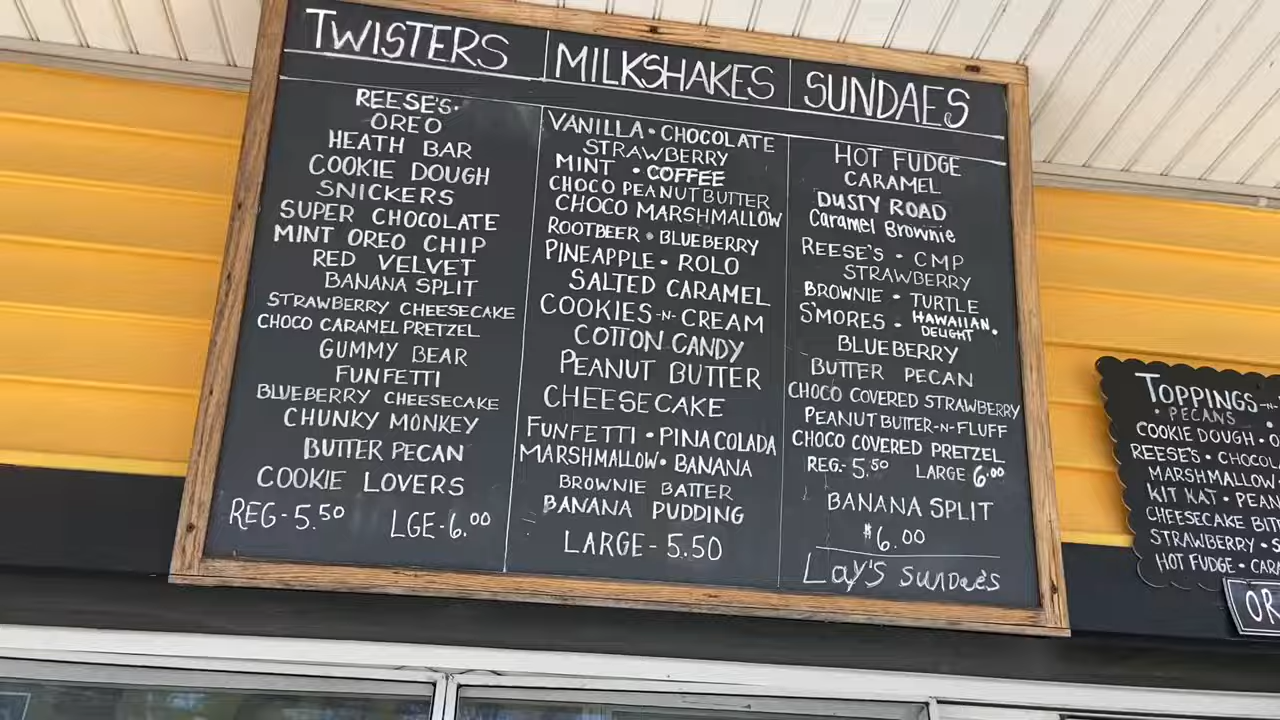 TWISTERS
REESE'S
OREO
HEATH BAR
COOKIE DOUGH
SNICKERS
SUPER CHOCOLATE
MINT OREO CHIP
RED VELVET
BANANA SPLIT
STRAWBERRY CHEESECAKE
CHOCO CARAMEL PRETZEL
GUMMY BEAR
FUNFETTI
BLUEBERRY CHEESECAKE
CHUNKY MONKEY
BUTTER PECAN
COOKIE LOVERS
REG-5.50 LGE-6.00
MILKSHAKES
VANILLA • CHOCOLATE
STRAWBERRY
MINT • COFFEE
CHOCO PEANUT BUTTER
CHOCO MARSHMALLOW
ROOTBEER • BLUEBERRY
PINEAPPLE • ROLO
SALTED CARAMEL
COOKIES-N-CREAM
COTTON CANDY
PEANUT BUTTER
CHEESECAKE
FUNFETTI • PINA COLADA
MARSHMALLOW • BANANA
BROWNIE BATTER
BANANA PUDDING
LARGE - 5.50
SUNDAES
HOT FUDGE
CARAMEL
DUSTY ROAD
Caramel Brownie
REESE'S • CMP
STRAWBERRY
BROWNIE • TURTLE
S'MORES • HAWAIIAN
DELIGHT
BLUEBERRY
BUTTER PECAN
CHOCO COVERED STRAWBERRY
PEANUT BUTTER-N-FLUFF
CHOCO COVERED PRETZEL
REG.- 5.50 LARGE 6.00
BANANA SPLIT
$6.00
LAY'S SUNDAES
TOPPINGS
• PECANS •
COOKIE DOUGH •
REESE'S •
MARSHMALLOW
KIT KAT •
CHEESECAKE
STRAWBERRY •
HOT FUDGE •